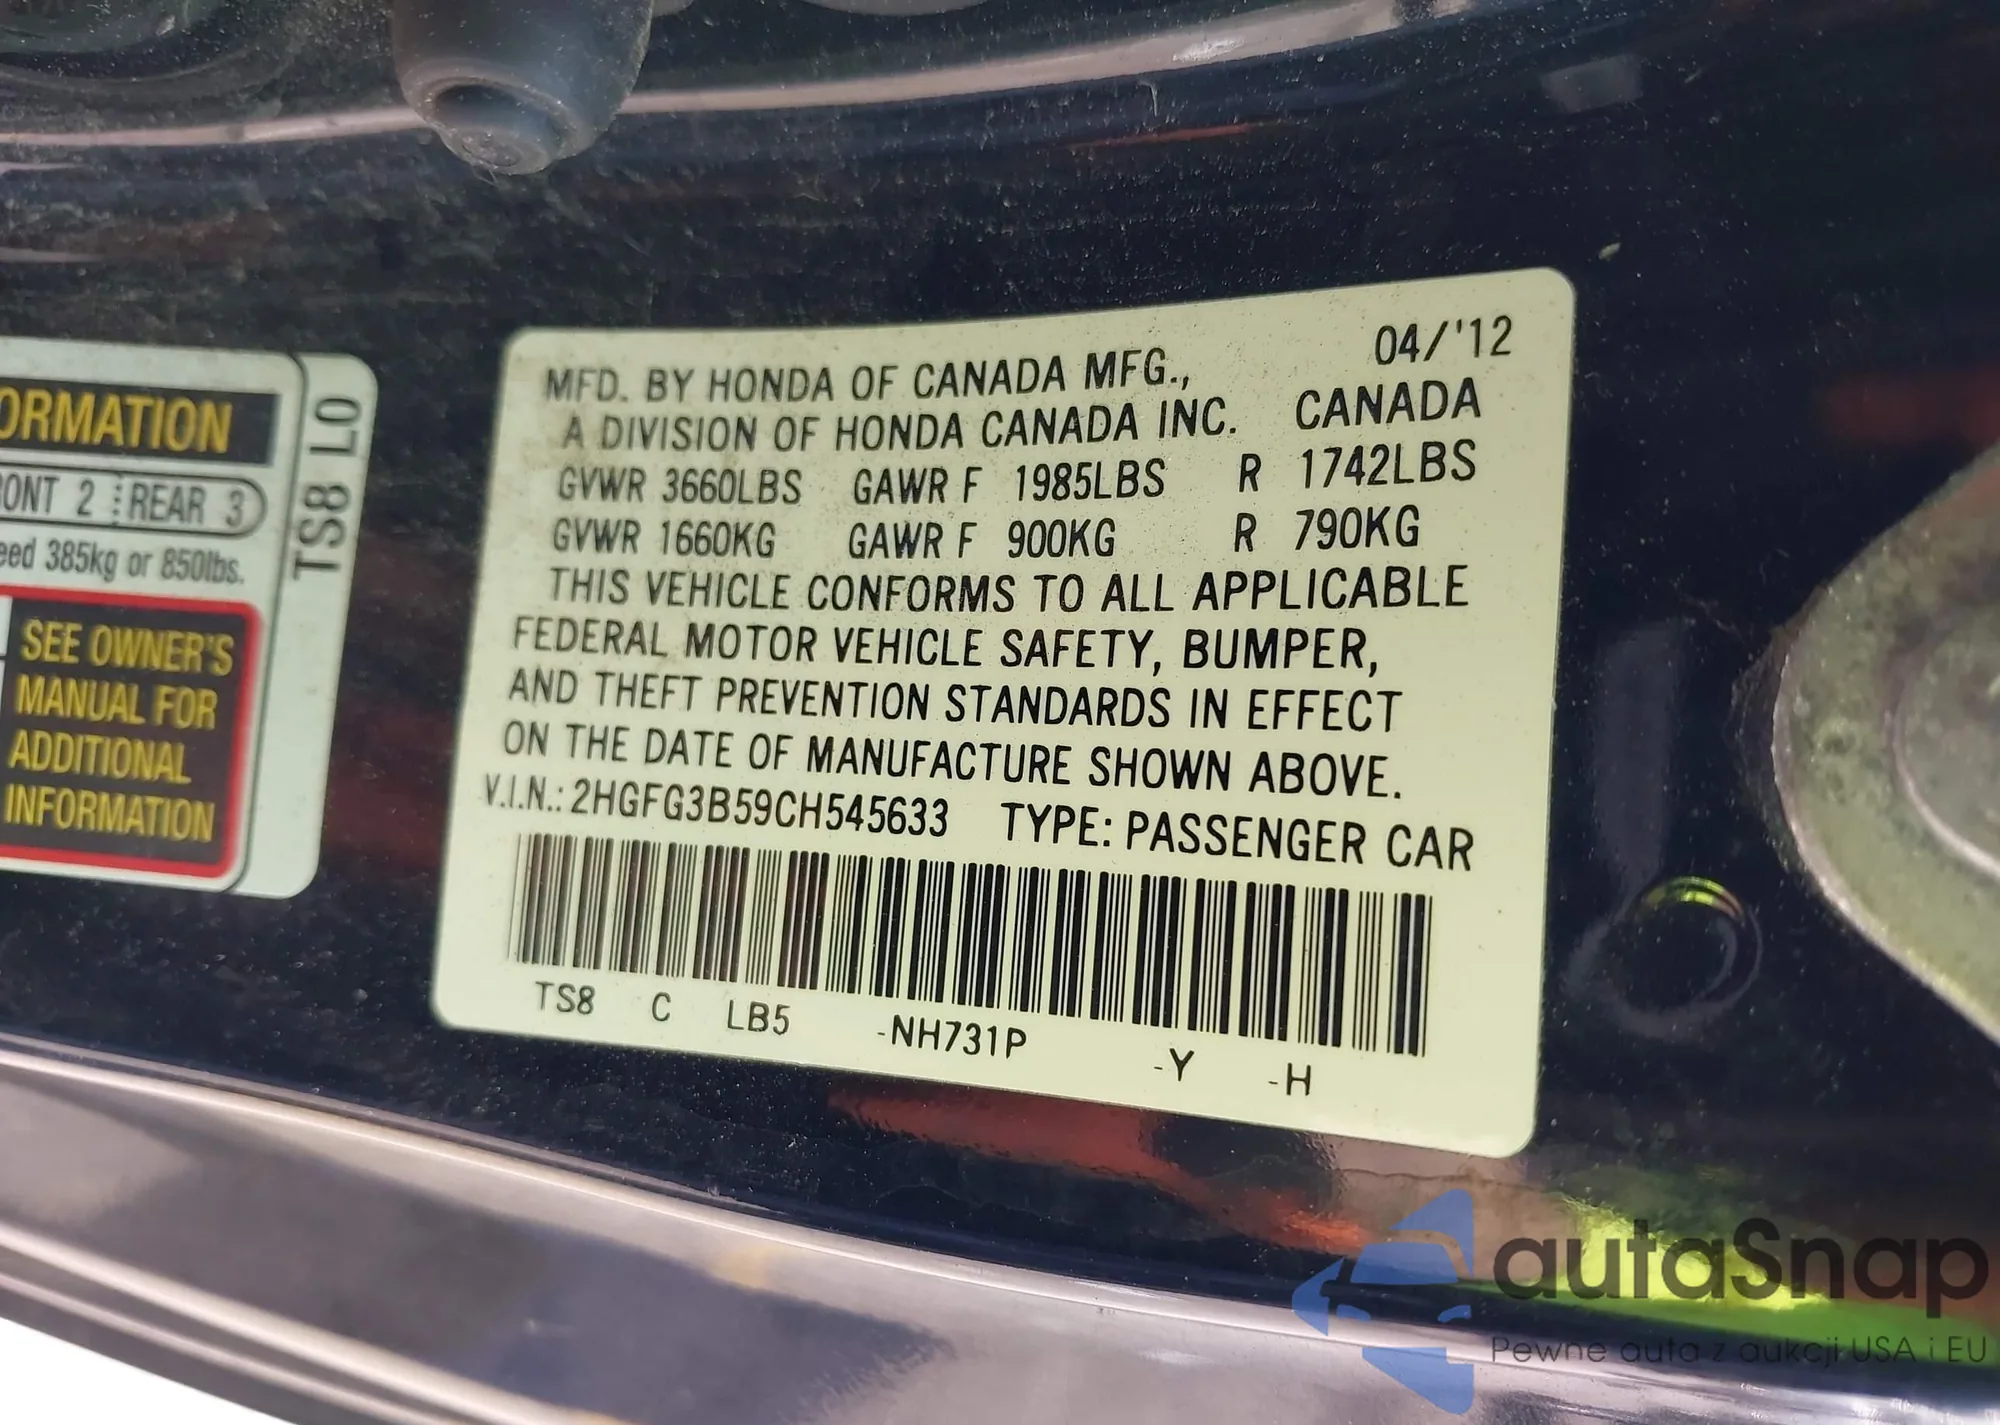 ORMATION
ONT 2 REAR 3
eed 385kg or 850lbs.
SEE OWNER'S
MANUAL FOR
ADDITIONAL
INFORMATION
TS8 L0
04/'12
MFD. BY HONDA OF CANADA MFG.,
A DIVISION OF HONDA CANADA INC. CANADA
GVWR 3660LBS GAWR F 1985LBS R 1742LBS
GVWR 1660KG GAWR F 900KG R 790KG
THIS VEHICLE CONFORMS TO ALL APPLICABLE
FEDERAL MOTOR VEHICLE SAFETY, BUMPER,
AND THEFT PREVENTION STANDARDS IN EFFECT
ON THE DATE OF MANUFACTURE SHOWN ABOVE.
V.I.N.: 2HGFG3B59CH545633 TYPE: PASSENGER CAR
TS8 C LB5 -NH731P -Y -H
autaSnap
Pewne auta z aukcji USA i EU